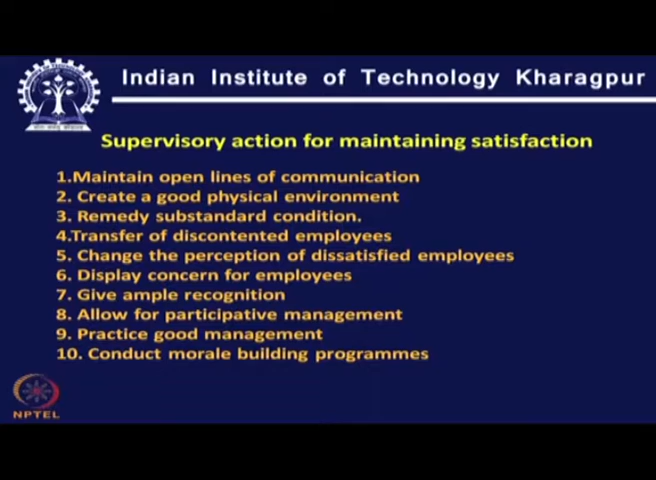 Indian Institute of Technology Kharagpur
Supervisory action for maintaining satisfaction
1.Maintain open lines of communication
2. Create a good physical environment
3. Remedy substandard condition.
4.Transfer of discontented employees
5. Change the perception of dissatisfied employees
6. Display concern for employees
7. Give ample recognition
8. Allow for participative management
9. Practice good management
10. Conduct morale building programmes
NPTEL